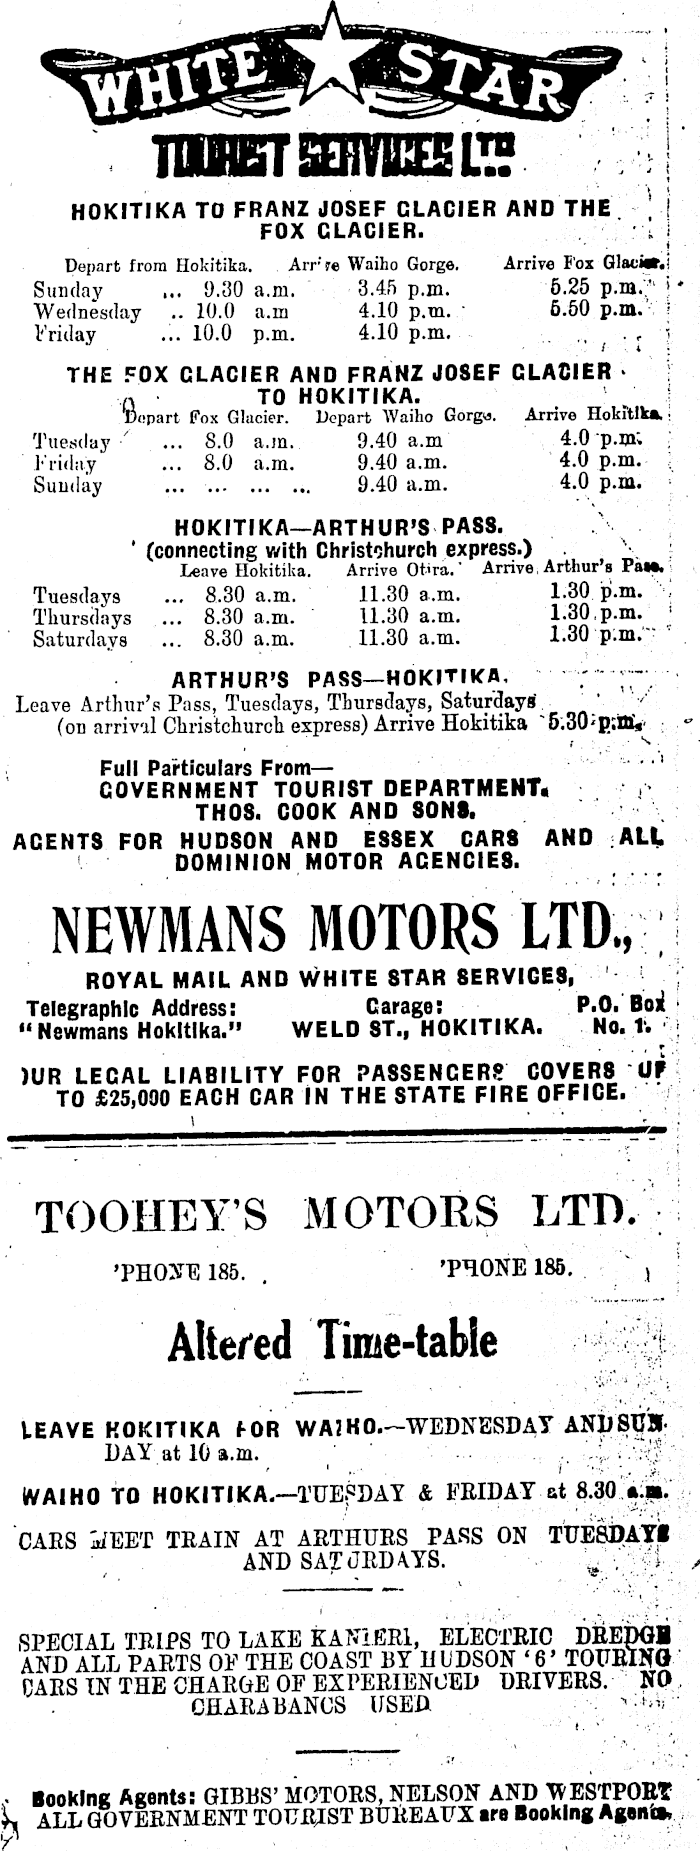 WHITE STAR
TOURIST SERVICES LTD
HOKITIKA TO FRANZ JOSEF GLACIER AND THE
FOX GLACIER.
Depart from Hokitika. Arrive Waiho Gorge. Arrive Fox Glacier.
Sunday ... 9.30 a.m. 3.45 p.m. 5.25 p.m.
Wednesday .. 10.0 a.m 4.10 p.m. 5.50 p.m.
Friday ... 10.0 p.m. 4.10 p.m.
THE FOX GLACIER AND FRANZ JOSEF GLACIER
TO HOKITIKA.
Depart Fox Glacier. Depart Waiho Gorge. Arrive Hokitika.
Tuesday ... 8.0 a.m. 9.40 a.m 4.0 p.m.
Friday ... 8.0 a.m. 9.40 a.m. 4.0 p.m.
Sunday ... ... ... ... 9.40 a.m. 4.0 p.m.
HOKITIKA—ARTHUR'S PASS.
(connecting with Christchurch express.)
Leave Hokitika. Arrive Otira. Arrive Arthur's Pass.
Tuesdays ... 8.30 a.m. 11.30 a.m. 1.30 p.m.
Thursdays ... 8.30 a.m. 11.30 a.m. 1.30 p.m.
Saturdays ... 8.30 a.m. 11.30 a.m. 1.30 p.m.
ARTHUR'S PASS—HOKITIKA.
Leave Arthur's Pass, Tuesdays, Thursdays, Saturdays
(on arrival Christchurch express) Arrive Hokitika 5.30 p.m.
Full Particulars From—
GOVERNMENT TOURIST DEPARTMENT.
THOS. COOK AND SONS.
AGENTS FOR HUDSON AND ESSEX CARS AND ALL
DOMINION MOTOR AGENCIES.
NEWMANS MOTORS LTD.,
ROYAL MAIL AND WHITE STAR SERVICES,
Telegraphic Address: Garage: P.O. Box
"Newmans Hokitika." WELD ST., HOKITIKA. No. 1.
OUR LEGAL LIABILITY FOR PASSENGERS COVERS UP
TO £25,000 EACH CAR IN THE STATE FIRE OFFICE.
TOOHEY'S MOTORS LTD.
'PHONE 185. 'PHONE 185.
Altered Time-table
LEAVE HOKITIKA FOR WAIHO.—WEDNESDAY AND SUN-
DAY at 10 a.m.
WAIHO TO HOKITIKA.—TUESDAY & FRIDAY at 8.30 a.m.
CARS MEET TRAIN AT ARTHURS PASS ON TUESDAYS
AND SATURDAYS.
SPECIAL TRIPS TO LAKE KANIERI, ELECTRIC DREDGE
AND ALL PARTS OF THE COAST BY HUDSON '6' TOURING
CARS IN THE CHARGE OF EXPERIENCED DRIVERS. NO
CHARABANCS USED
Booking Agents: GIBBS' MOTORS, NELSON AND WESTPORT
ALL GOVERNMENT TOURIST BUREAUX are Booking Agents.